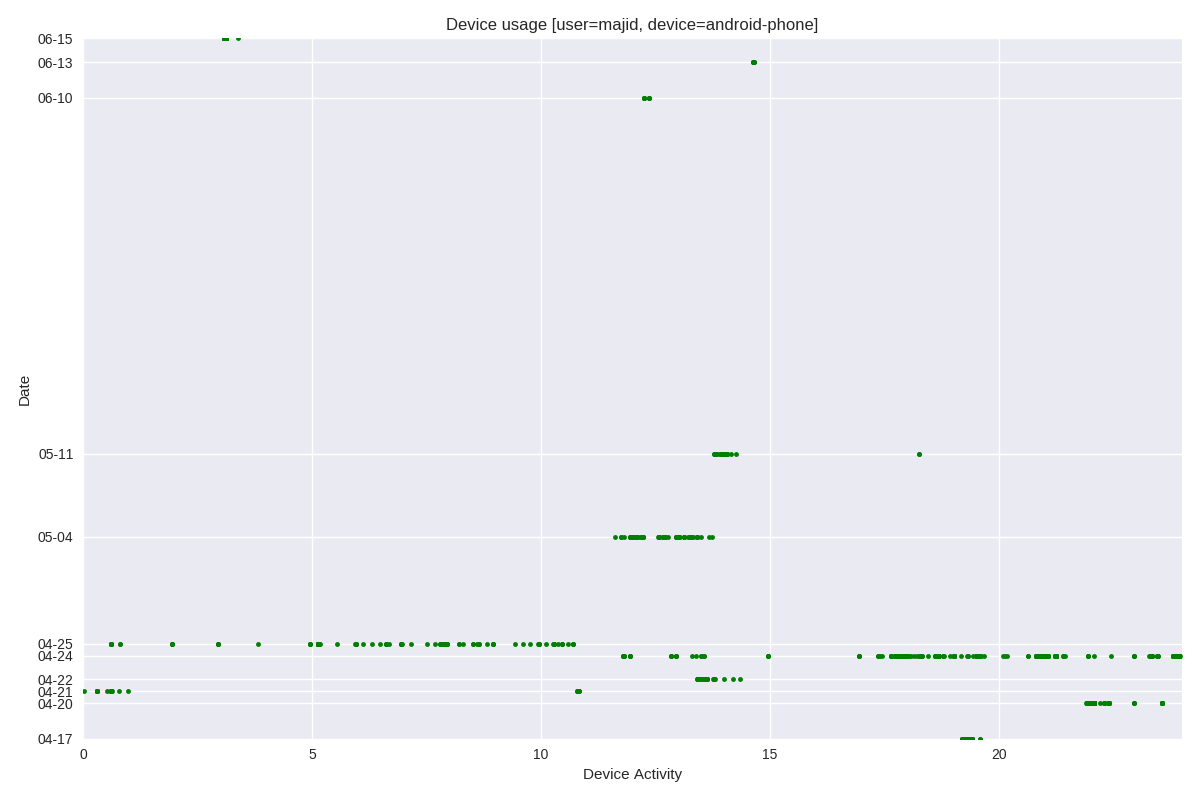 Device usage [user=majid, device=android-phone]
06-15
06-13
06-10
05-11
05-04
04-25
04-24
04-22
04-21
04-20
04-17
Date
0 5 10 15 20
Device Activity